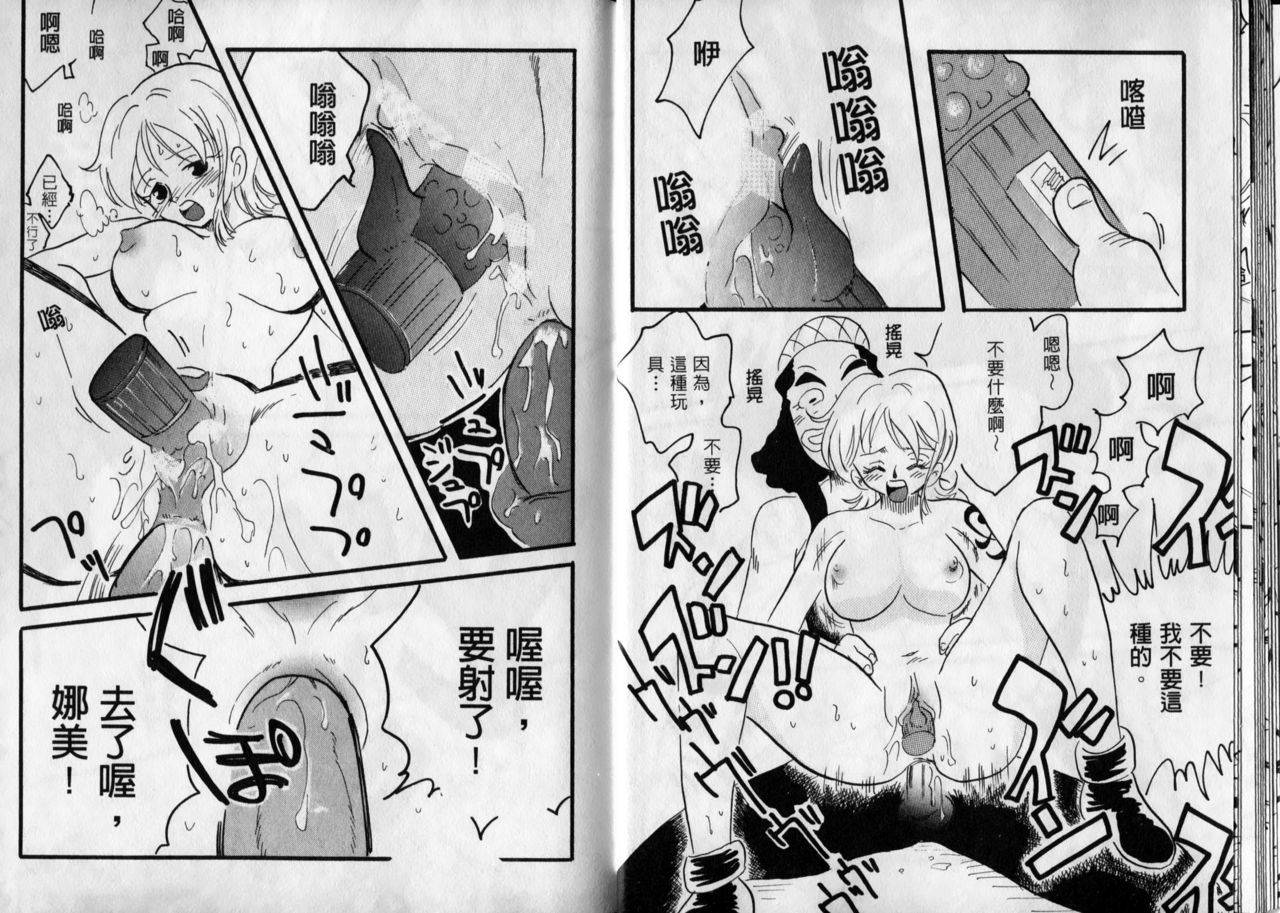 喀喳
咿
嗡嗡嗡
嗡嗡
啊
啊
啊
嗯嗯~
不要什麼啊~
搖晃
搖晃
因為，
這種玩
具…
不要…
不要！
我不要這
種的。
嗡嗡嗡
哈啊
啊
哈啊
啊嗯
哈啊
已經…
不行了
嗡
喔喔，
要射了！
去了喔，
娜美！